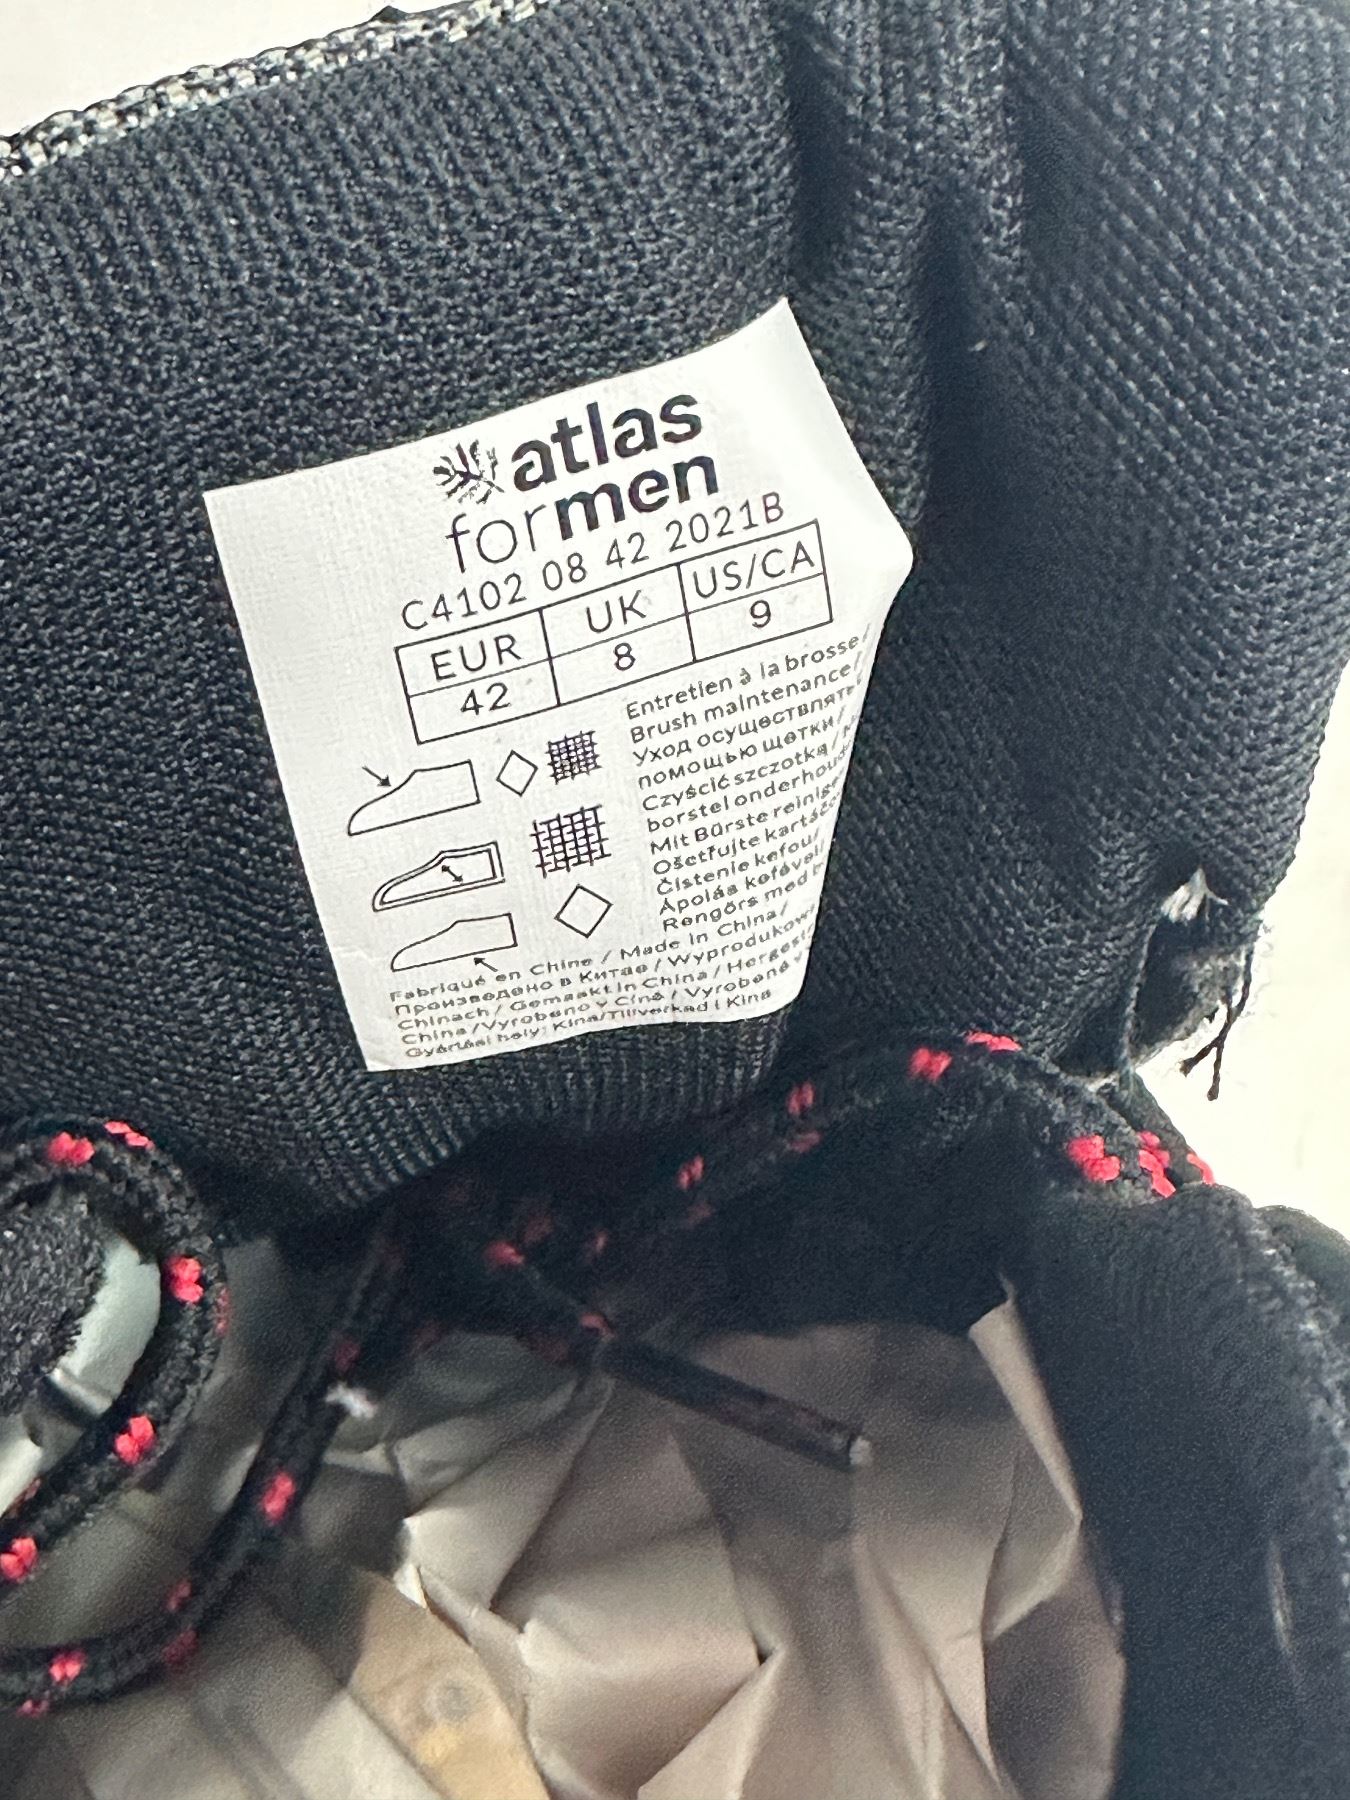 atlas
formen
C4102 08 42 2021B
EUR UK US/CA
42 8 9
Entretien à la brosse /
Brush maintenance /
Уход осуществлять
помощью щетки /
Czyścić szczotką /
borstel onderhoud
Mit Bürste reinig
Ošetřujte kartáč
Čistenie kefou /
Ápolás kefével
Rengörs med b
Fabriqué en Chine / Made in China /
Произведено в Китае / Wyprodukow
Chinach / Gemaakt in China / Herges
China / Vyrobeno v Číně / Vyrobené v
Gyártási hely: Kína/Tillverkad i Kina